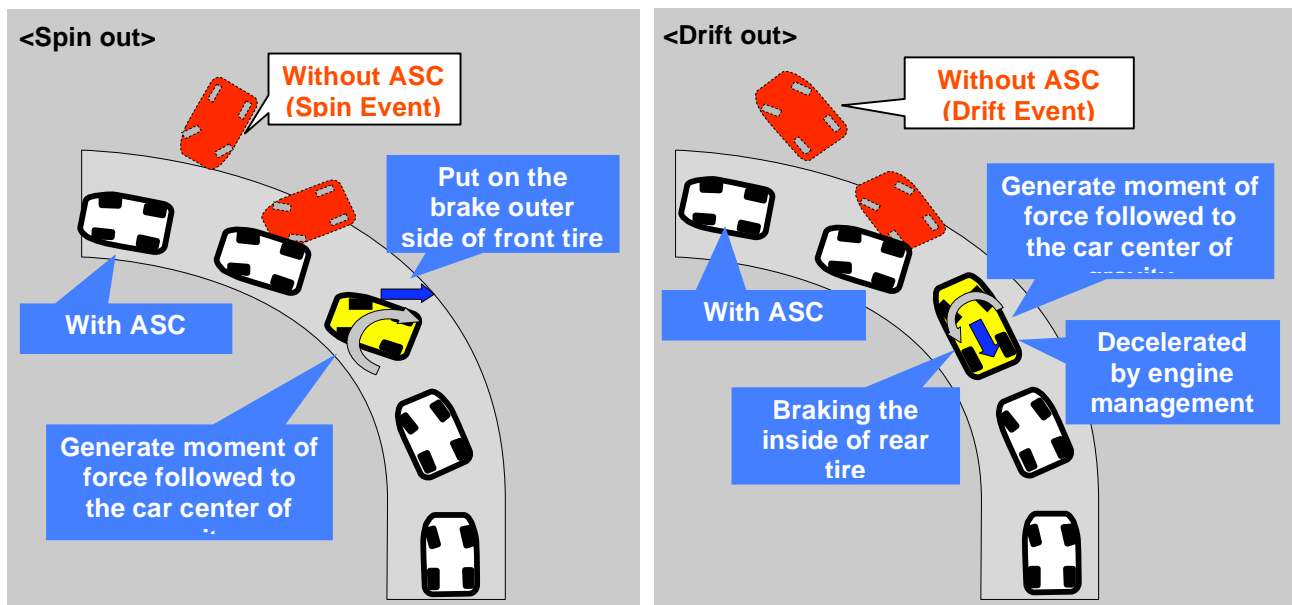 <Spin out>
Without ASC
(Spin Event)
Put on the
brake outer
side of front tire
With ASC
Generate moment of
force followed to
the car center of
<Drift out>
Without ASC
(Drift Event)
Generate moment of
force followed to
the car center of
gravity
With ASC
Decelerated
by engine
management
Braking the
inside of rear
tire